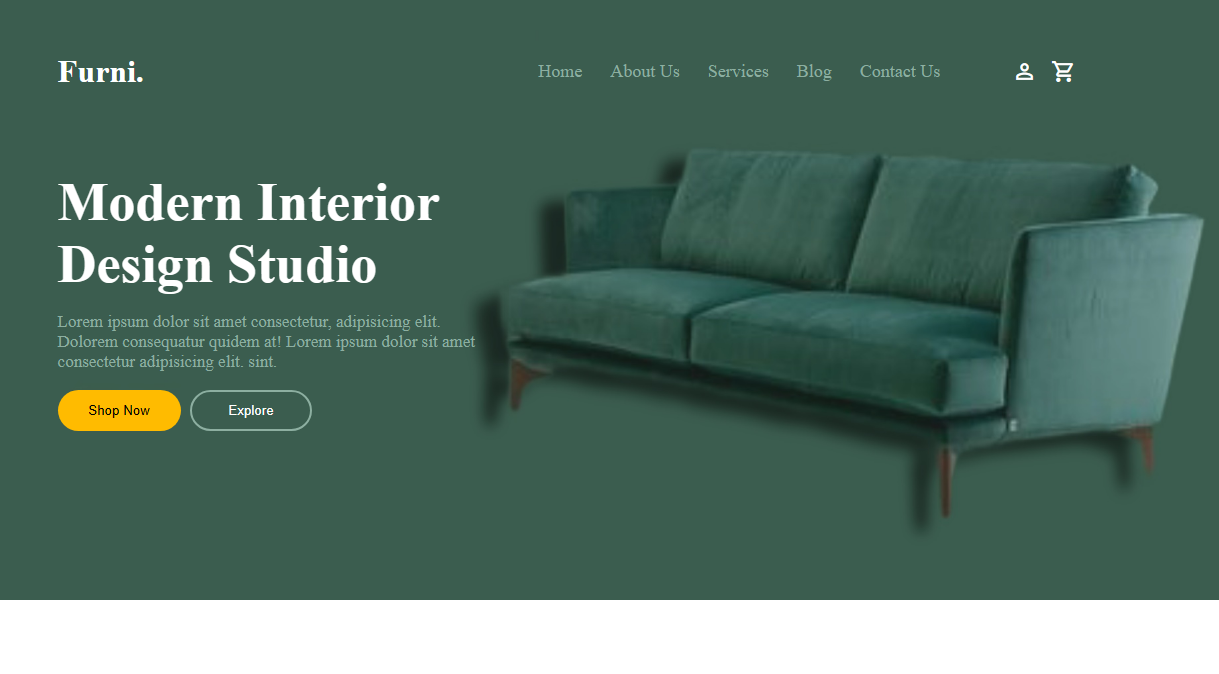 Furni.
Home About Us Services Blog Contact Us
Modern Interior
Design Studio
Lorem ipsum dolor sit amet consectetur, adipisicing elit.
Dolorem consequatur quidem at! Lorem ipsum dolor sit amet
consectetur adipisicing elit. sint.
Shop Now Explore